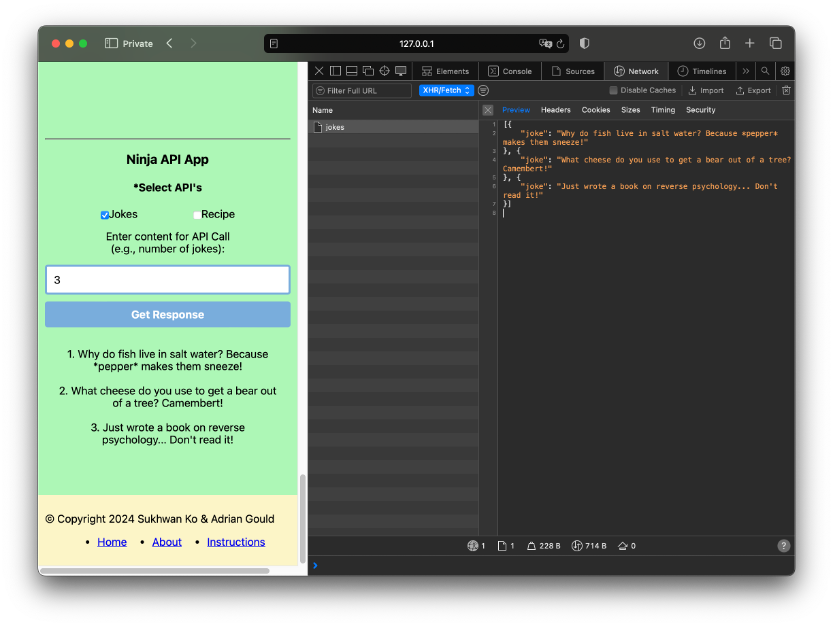 Private
127.0.0.1
Elements
Console
Sources
Network
Timelines
Filter Full URL
XHR/Fetch
Disable Caches
Import
Export
Name
Preview
Headers
Cookies
Sizes
Timing
Security
jokes
1 [{
2 "joke": "Why do fish live in salt water? Because *pepper*
makes them sneeze!"
3 }, {
4 "joke": "What cheese do you use to get a bear out of a tree?
Camembert!"
5 }, {
6 "joke": "Just wrote a book on reverse psychology... Don't
read it!"
7 }]
8
Ninja API App
*Select API's
Jokes
Recipe
Enter content for API Call
(e.g., number of jokes):
3
Get Response
1. Why do fish live in salt water? Because
*pepper* makes them sneeze!
2. What cheese do you use to get a bear out
of a tree? Camembert!
3. Just wrote a book on reverse
psychology... Don't read it!
© Copyright 2024 Sukhwan Ko & Adrian Gould
• Home • About • Instructions
1
1
228 B
714 B
0
?